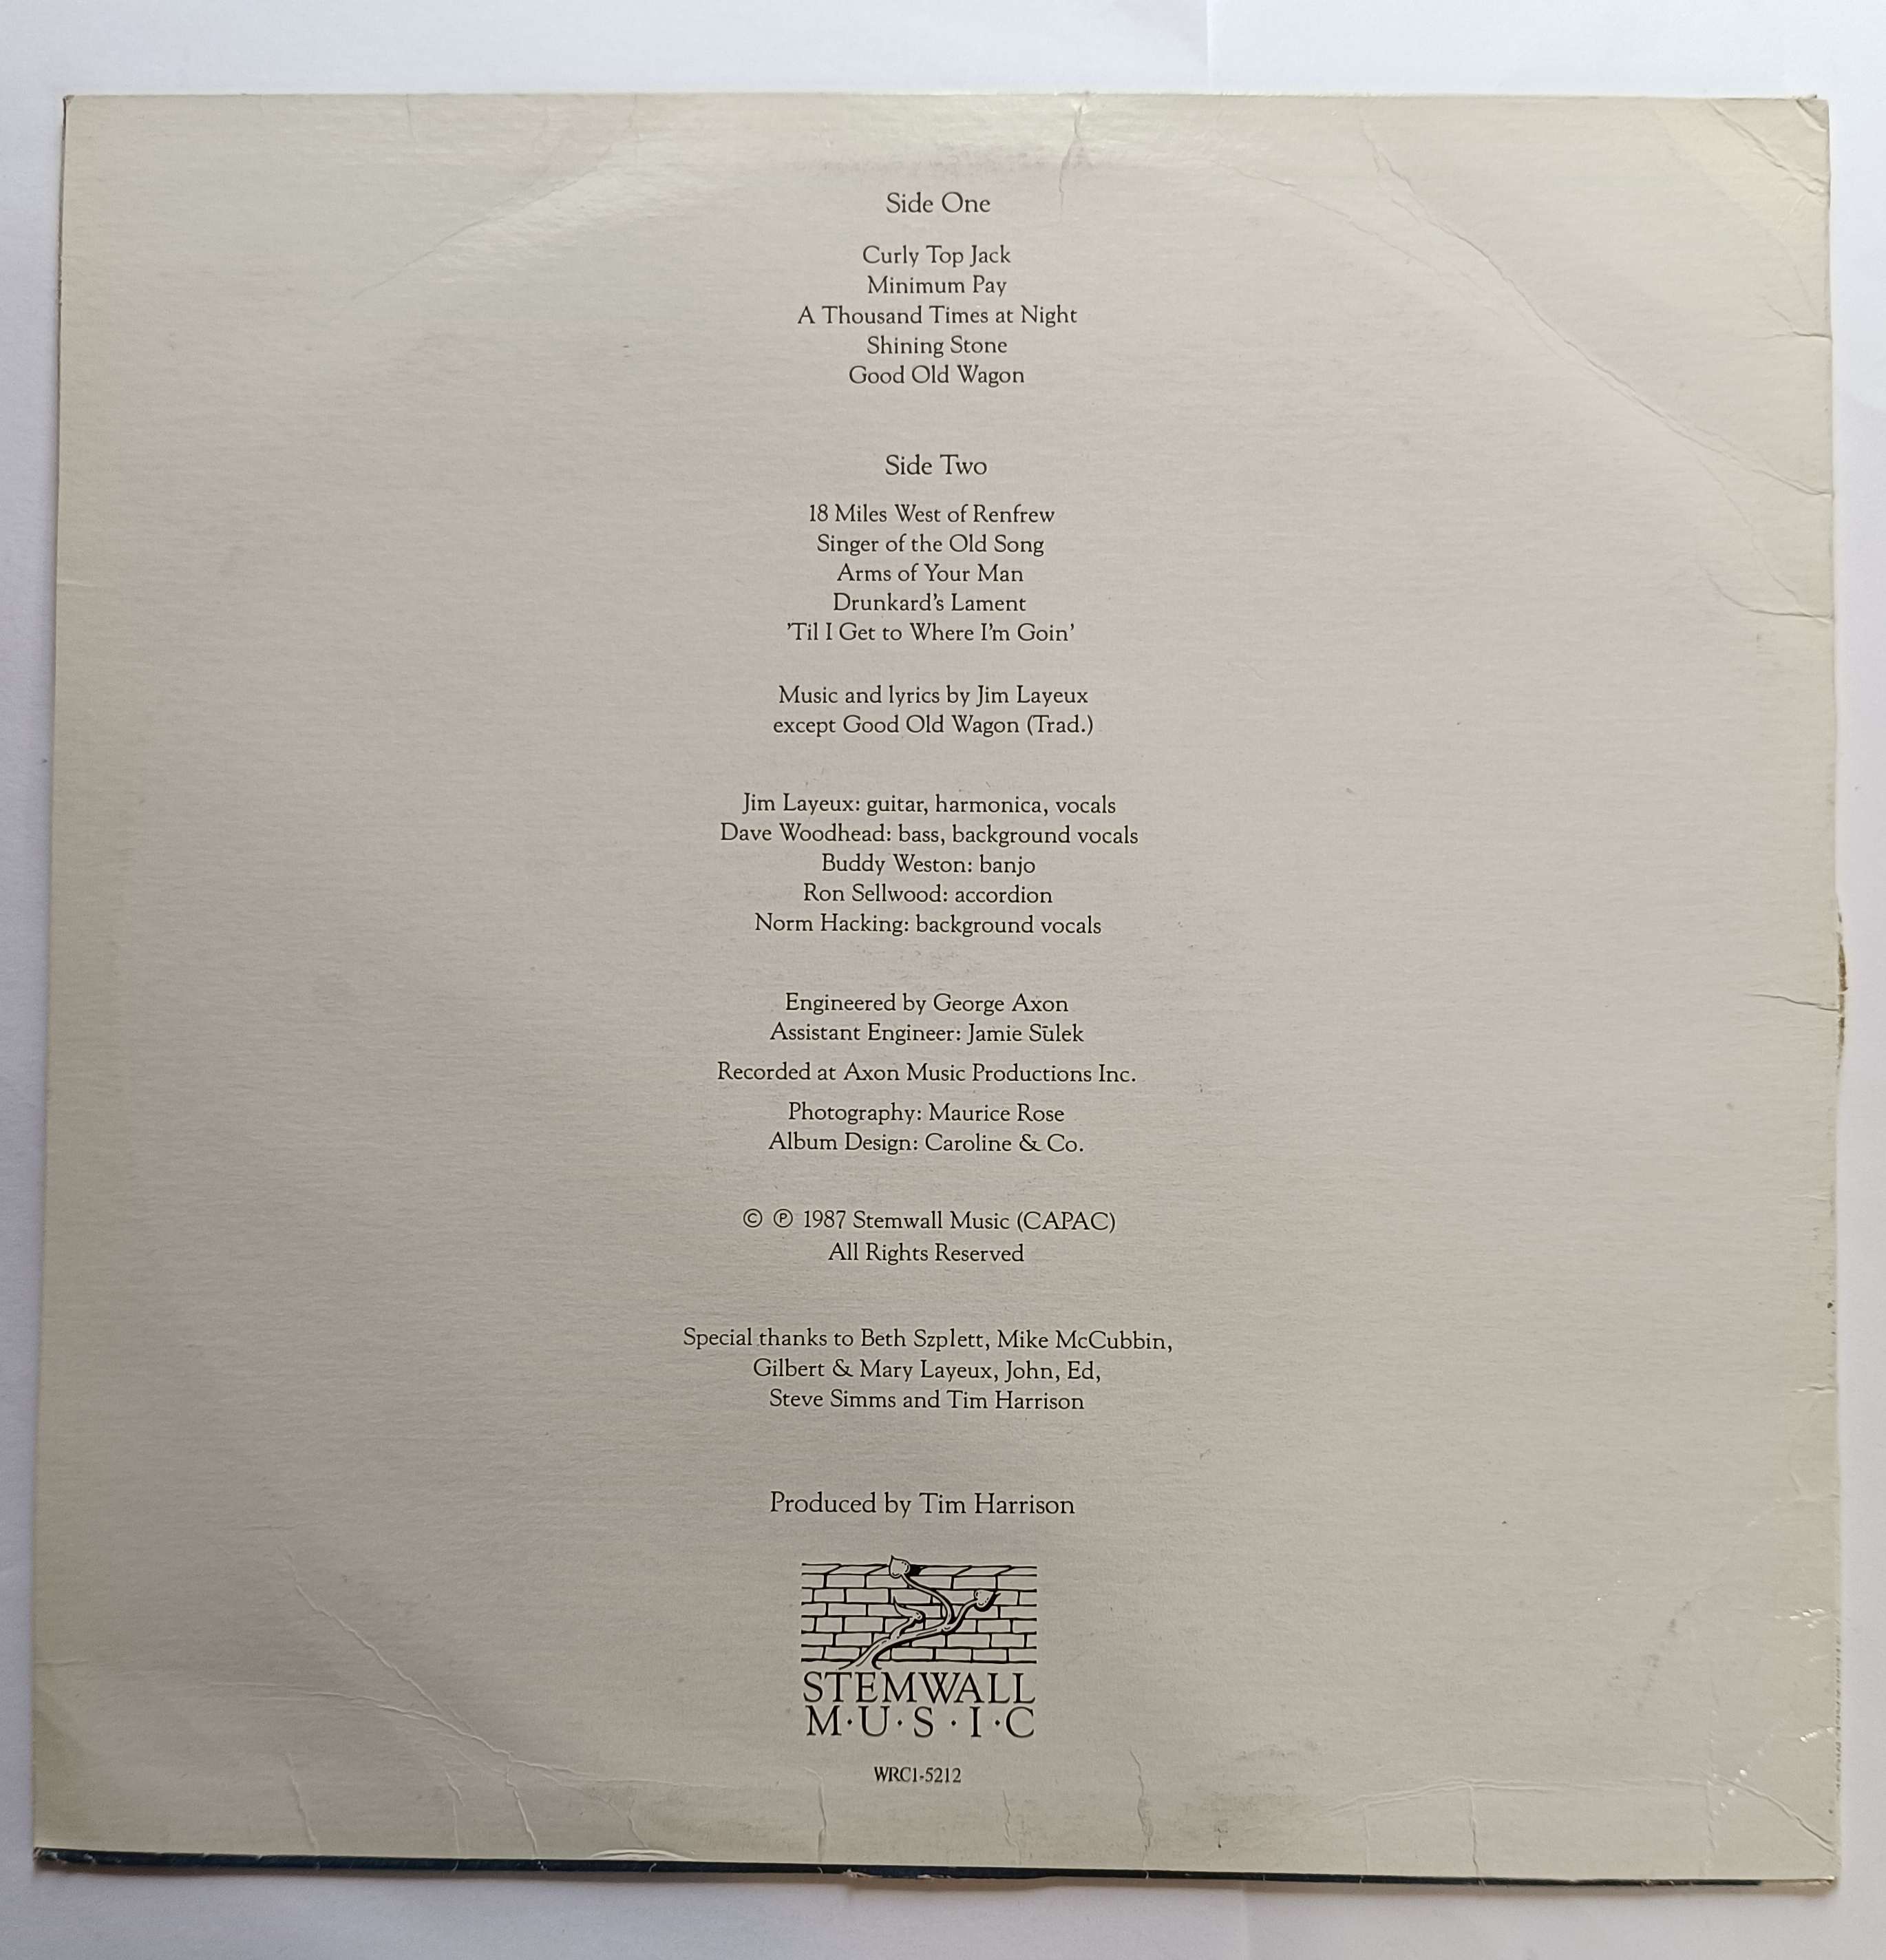 Side One
Curly Top Jack
Minimum Pay
A Thousand Times at Night
Shining Stone
Good Old Wagon
Side Two
18 Miles West of Renfrew
Singer of the Old Song
Arms of Your Man
Drunkard's Lament
'Til I Get to Where I'm Goin'
Music and lyrics by Jim Layeux
except Good Old Wagon (Trad.)
Jim Layeux: guitar, harmonica, vocals
Dave Woodhead: bass, background vocals
Buddy Weston: banjo
Ron Sellwood: accordion
Norm Hacking: background vocals
Engineered by George Axon
Assistant Engineer: Jamie Sūlek
Recorded at Axon Music Productions Inc.
Photography: Maurice Rose
Album Design: Caroline & Co.
© ℗ 1987 Stemwall Music (CAPAC)
All Rights Reserved
Special thanks to Beth Szplett, Mike McCubbin,
Gilbert & Mary Layeux, John, Ed,
Steve Simms and Tim Harrison
Produced by Tim Harrison
STEMWALL
M·U·S·I·C
WRC1-5212